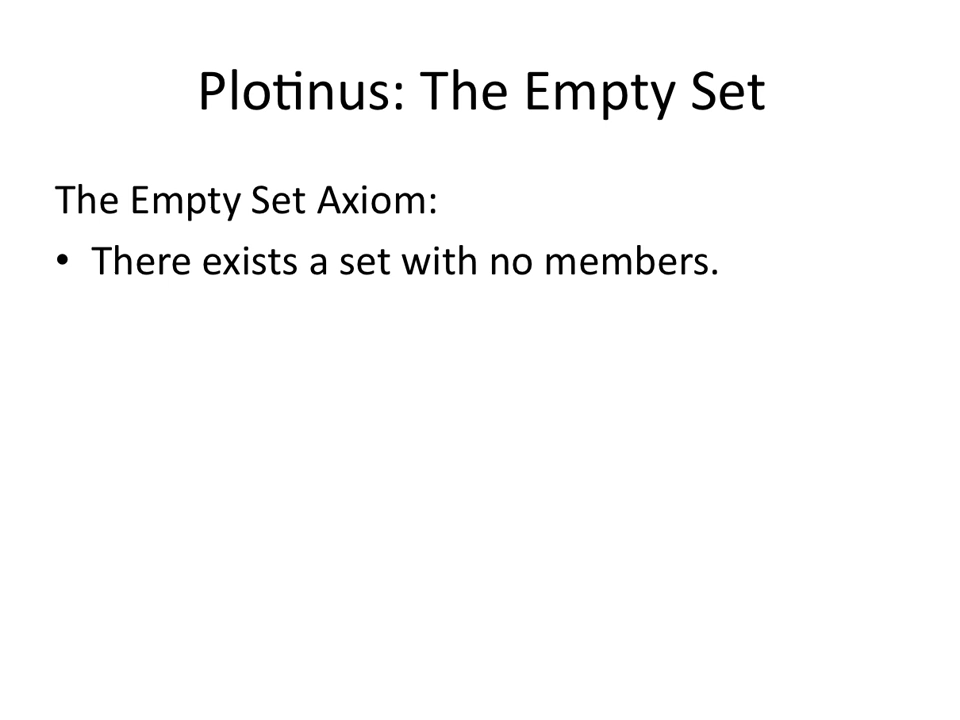 Plotinus: The Empty Set
The Empty Set Axiom:
• There exists a set with no members.